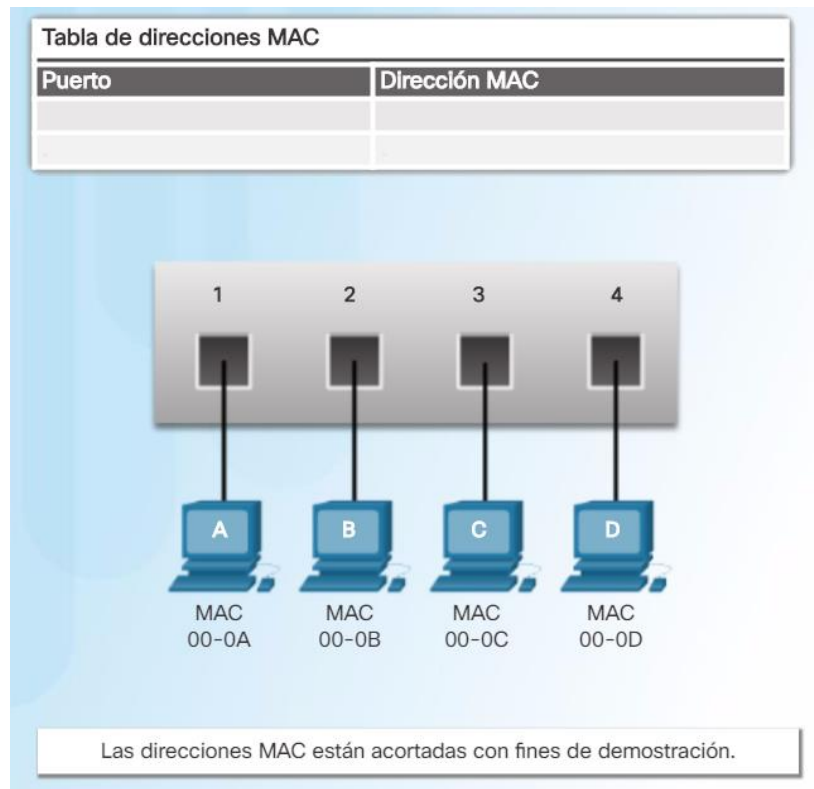 Tabla de direcciones MAC
Puerto Dirección MAC
1 2 3 4
A B C D
MAC MAC MAC MAC
00-0A 00-0B 00-0C 00-0D
Las direcciones MAC están acortadas con fines de demostración.